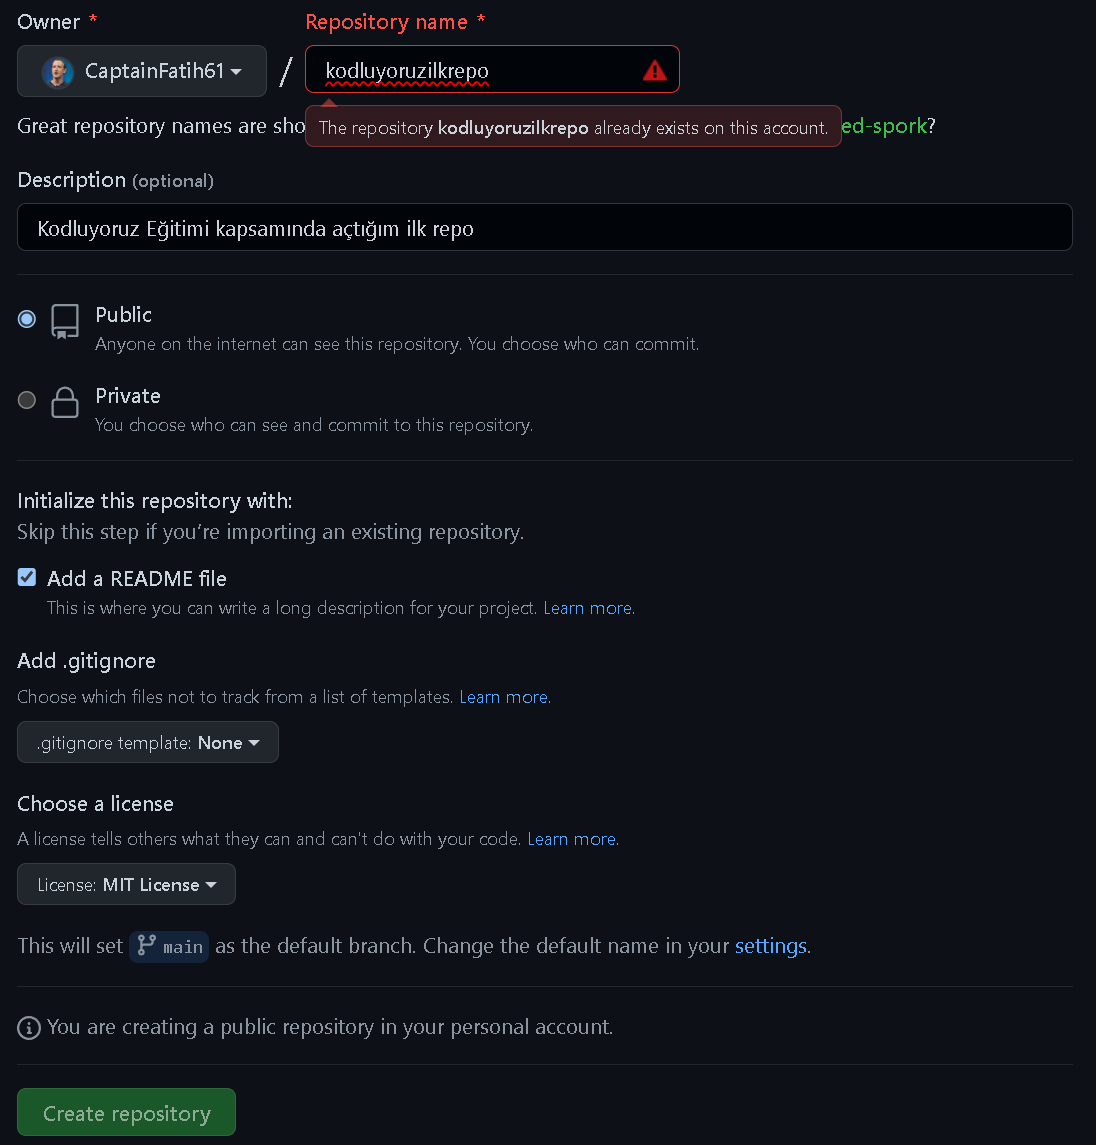 Owner *
Repository name *
CaptainFatih61 / kodluyoruzilkrepo
The repository kodluyoruzilkrepo already exists on this account.
Great repository names are sho ed-spork?
Description (optional)
Kodluyoruz Eğitimi kapsamında açtığım ilk repo
Public
Anyone on the internet can see this repository. You choose who can commit.
Private
You choose who can see and commit to this repository.
Initialize this repository with:
Skip this step if you’re importing an existing repository.
Add a README file
This is where you can write a long description for your project. Learn more.
Add .gitignore
Choose which files not to track from a list of templates. Learn more.
.gitignore template: None
Choose a license
A license tells others what they can and can't do with your code. Learn more.
License: MIT License
This will set main as the default branch. Change the default name in your settings.
You are creating a public repository in your personal account.
Create repository